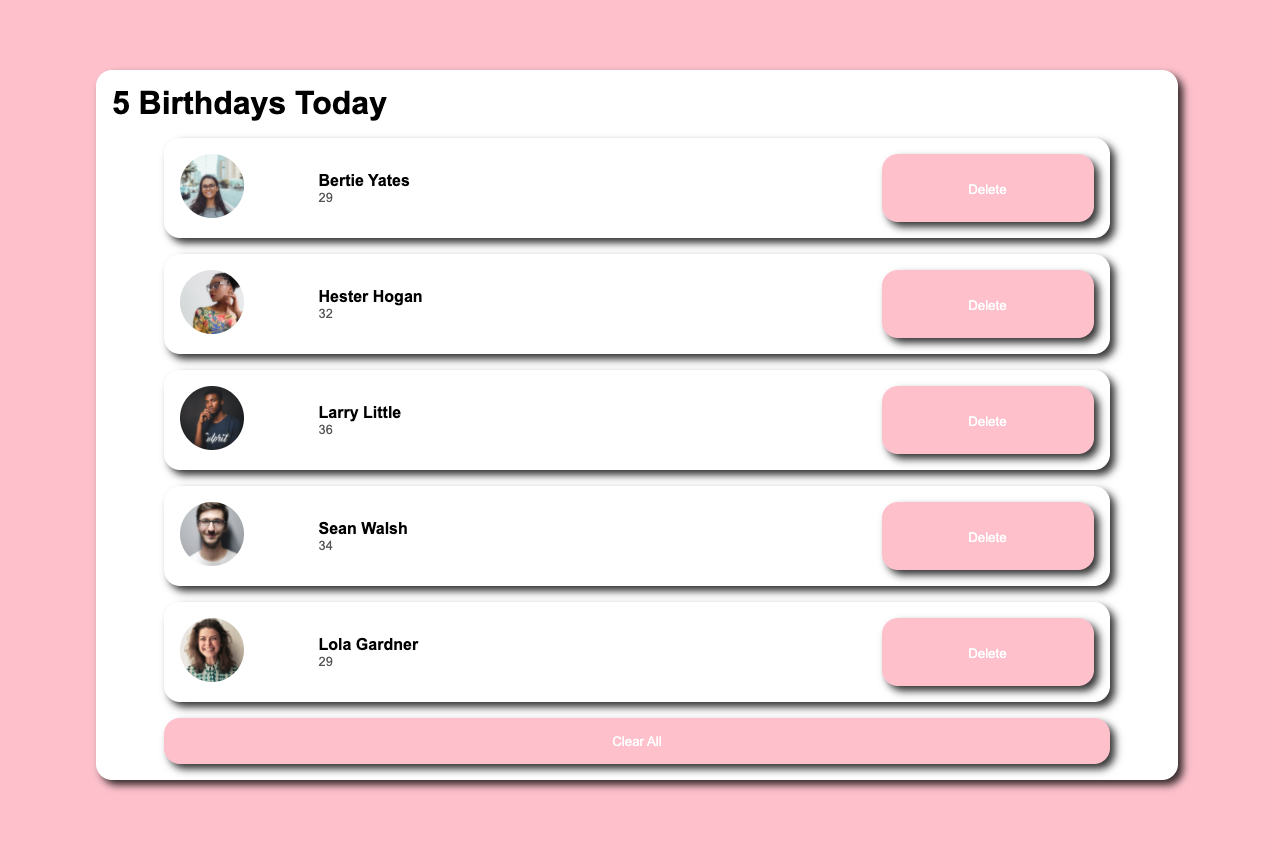 5 Birthdays Today
Bertie Yates
29
Delete
Hester Hogan
32
Delete
Larry Little
36
Delete
Sean Walsh
34
Delete
Lola Gardner
29
Delete
Clear All